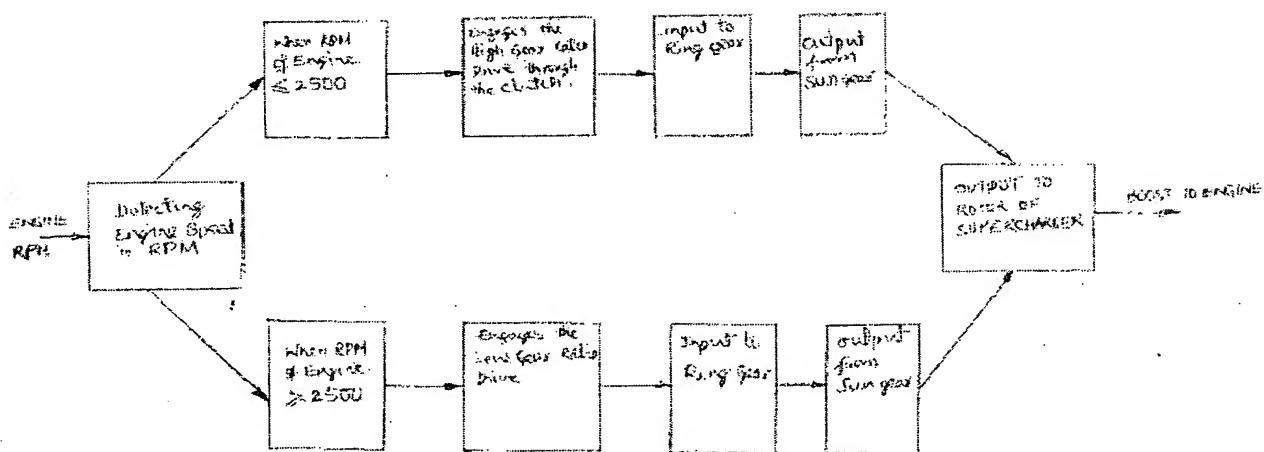 When RPM
of Engine
≤ 2500
Engages the
High Gear Ratio
Drive through
the clutch.
Input to
Ring gear
Output
from
Sun gear
ENGINE
RPM
Detecting
Engine Speed
in RPM
OUTPUT TO
ROTOR OF
SUPERCHARGER
BOOST TO ENGINE
When RPM
of Engine
≥ 2500
Engages the
Low Gear Ratio
Drive
Input to
Ring Gear
Output
from
Sun gear